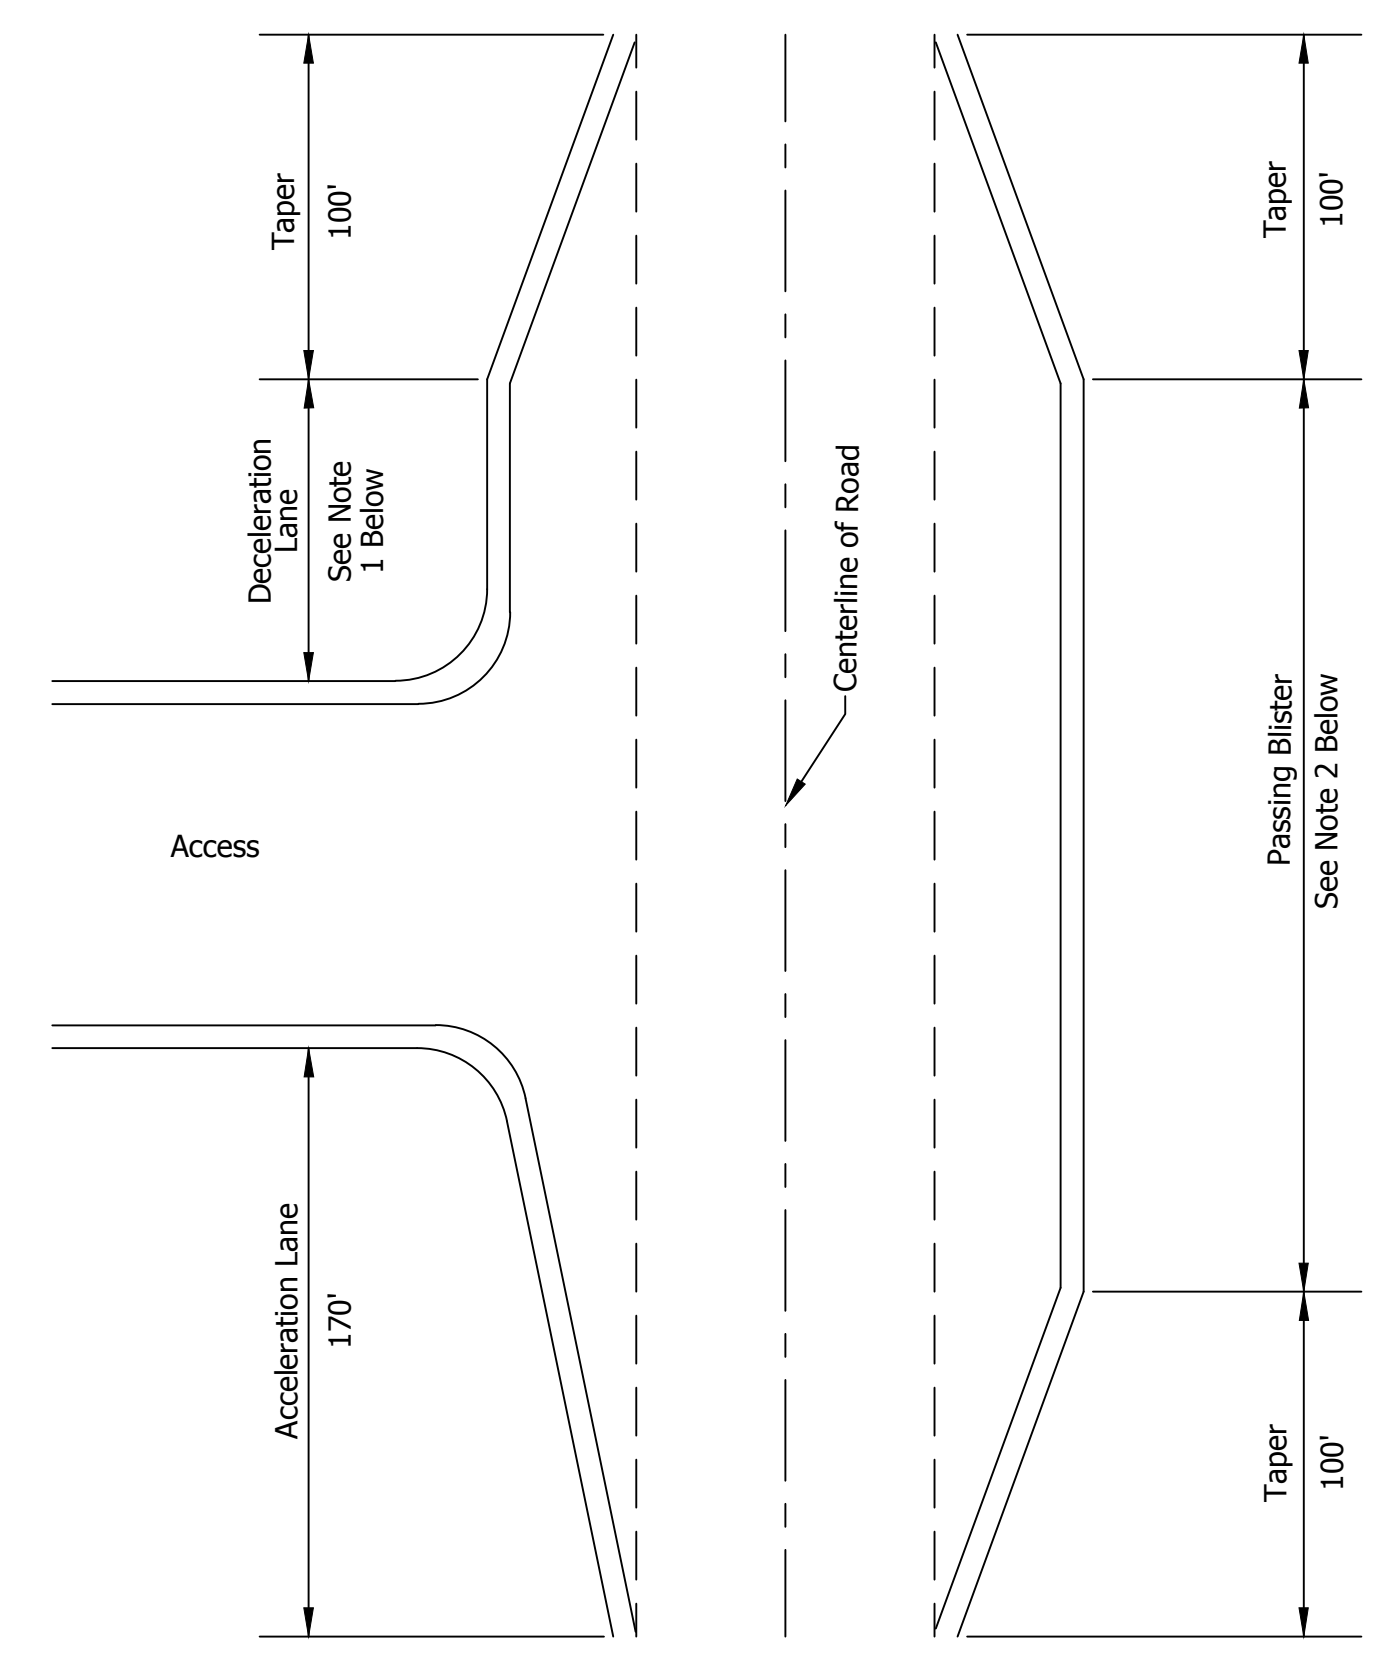 Taper
100'
Deceleration
Lane
See Note
1 Below
Access
Acceleration Lane
170'
Centerline of Road
Taper
100'
Passing Blister
See Note 2 Below
Taper
100'